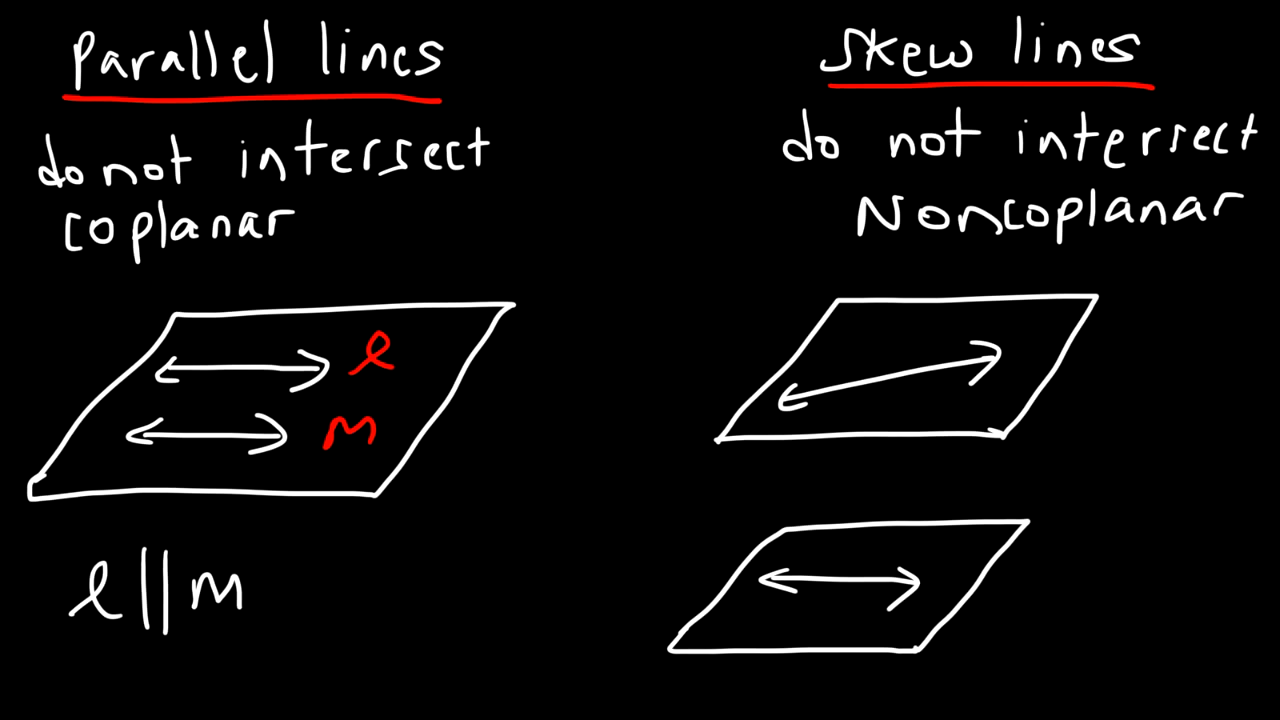 Parallel lines
do not intersect
coplanar
l
m
l || m
Skew lines
do not intersect
Noncoplanar